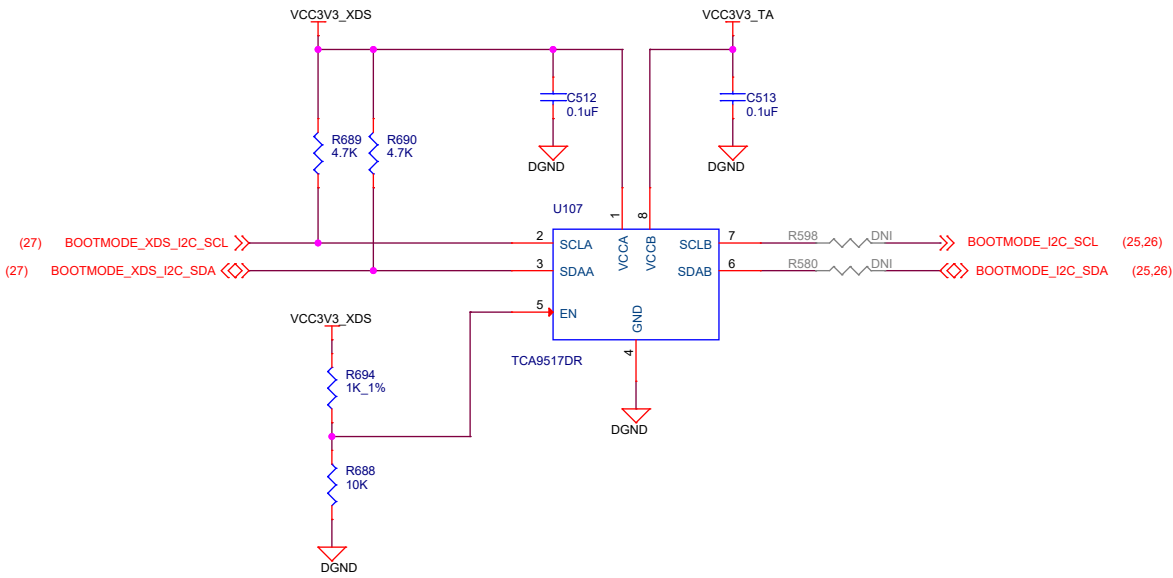 VCC3V3_XDS
VCC3V3_TA
C512
0.1uF
C513
0.1uF
R689
4.7K
R690
4.7K
DGND
DGND
U107
1
8
(27) BOOTMODE_XDS_I2C_SCL
2
SCLA
VCCA
VCCB
SCLB
7
R598
DNI
BOOTMODE_I2C_SCL (25,26)
(27) BOOTMODE_XDS_I2C_SDA
3
SDAA
SDAB
6
R580
DNI
BOOTMODE_I2C_SDA (25,26)
5
EN
GND
VCC3V3_XDS
4
TCA9517DR
R694
1K_1%
DGND
R688
10K
DGND